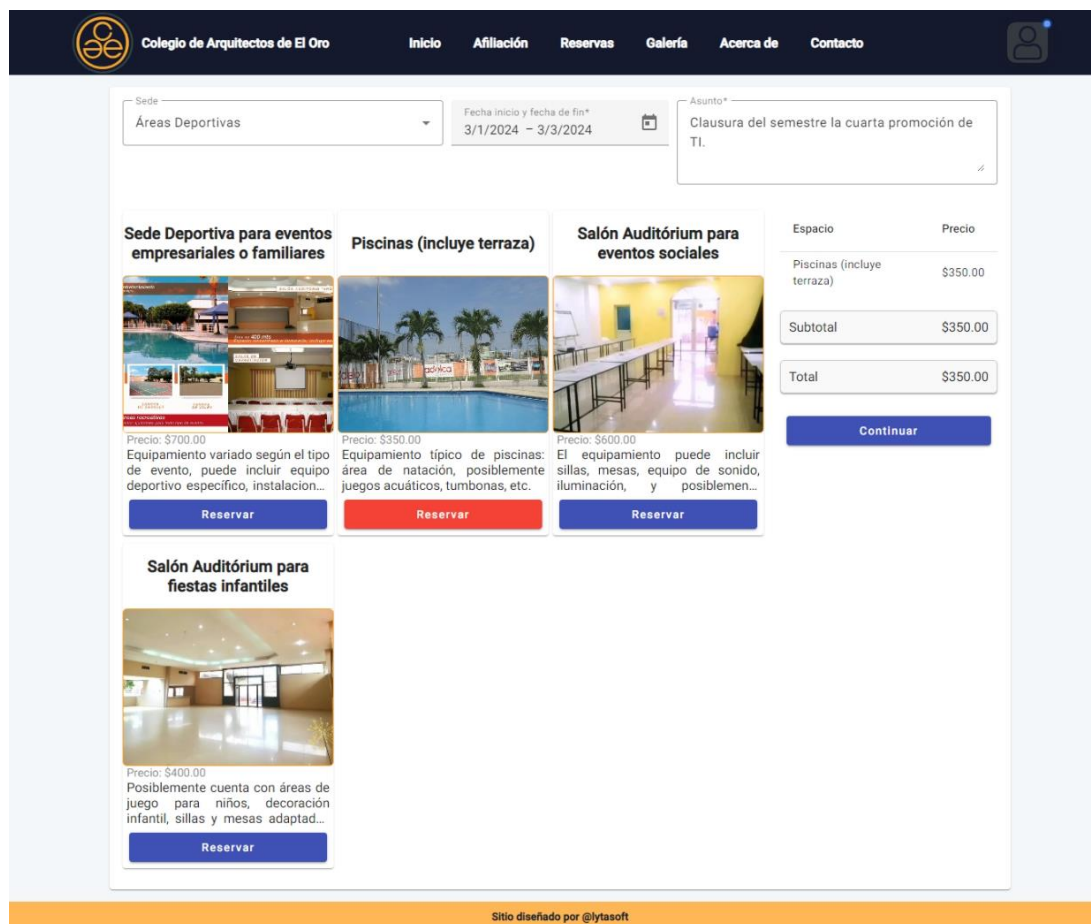 Colegio de Arquitectos de El Oro
Inicio
Afiliación
Reservas
Galería
Acerca de
Contacto
Sede
Áreas Deportivas
Fecha inicio y fecha de fin*
3/1/2024 – 3/3/2024
Asunto*
Clausura del semestre la cuarta promoción de
TI.
Sede Deportiva para eventos
empresariales o familiares
Precio: $700.00
Equipamiento variado según el tipo
de evento, puede incluir equipo
deportivo específico, instalacion...
Reservar
Piscinas (incluye terraza)
Precio: $350.00
Equipamiento típico de piscinas:
área de natación, posiblemente
juegos acuáticos, tumbonas, etc.
Reservar
Salón Auditórium para
eventos sociales
Precio: $600.00
El equipamiento puede incluir
sillas, mesas, equipo de sonido,
iluminación, y posiblemen...
Reservar
Espacio
Precio
Piscinas (incluye
terraza)
$350.00
Subtotal
$350.00
Total
$350.00
Continuar
Salón Auditórium para
fiestas infantiles
Precio: $400.00
Posiblemente cuenta con áreas de
juego para niños, decoración
infantil, sillas y mesas adaptad...
Reservar
Sitio diseñado por @lytasoft